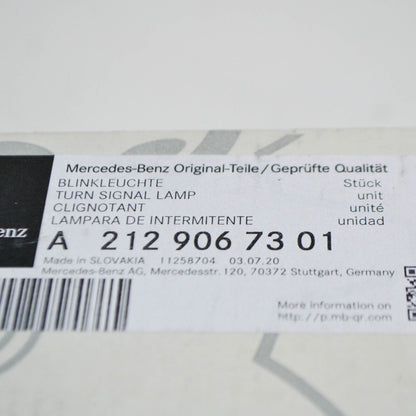 Mercedes-Benz Original-Teile/Geprüfte Qualität
BLINKLEUCHTE Stück
TURN SIGNAL LAMP unit
CLIGNOTANT unité
LAMPARA DE INTERMITENTE unidad
enz
A 212 906 73 01
Made in SLOVAKIA 11258704 03.07.20
Mercedes-Benz AG, Mercedesstr. 120, 70372 Stuttgart, Germany
More information on
http://p.mb-qr.com